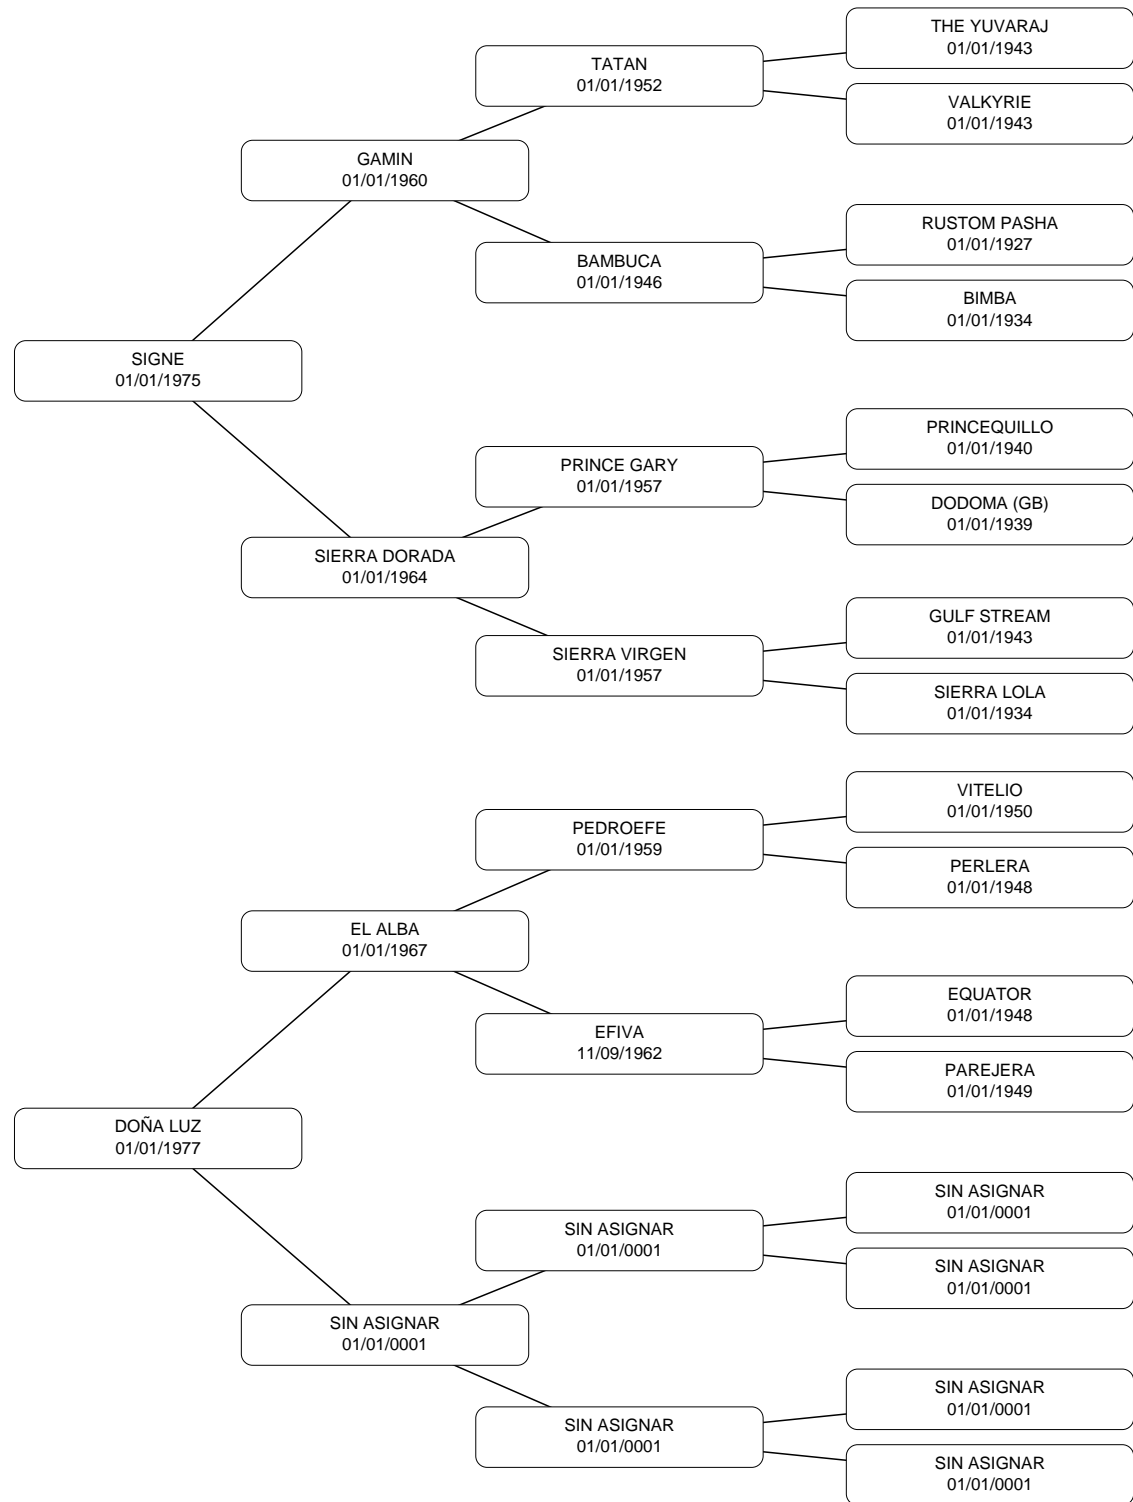 THE YUVARAJ
01/01/1943
TATAN
01/01/1952
VALKYRIE
01/01/1943
GAMIN
01/01/1960
RUSTOM PASHA
01/01/1927
BAMBUCA
01/01/1946
BIMBA
01/01/1934
SIGNE
01/01/1975
PRINCEQUILLO
01/01/1940
PRINCE GARY
01/01/1957
DODOMA (GB)
01/01/1939
SIERRA DORADA
01/01/1964
GULF STREAM
01/01/1943
SIERRA VIRGEN
01/01/1957
SIERRA LOLA
01/01/1934
VITELIO
01/01/1950
PEDROEFE
01/01/1959
PERLERA
01/01/1948
EL ALBA
01/01/1967
EQUATOR
01/01/1948
EFIVA
11/09/1962
PAREJERA
01/01/1949
DOÑA LUZ
01/01/1977
SIN ASIGNAR
01/01/0001
SIN ASIGNAR
01/01/0001
SIN ASIGNAR
01/01/0001
SIN ASIGNAR
01/01/0001
SIN ASIGNAR
01/01/0001
SIN ASIGNAR
01/01/0001
SIN ASIGNAR
01/01/0001